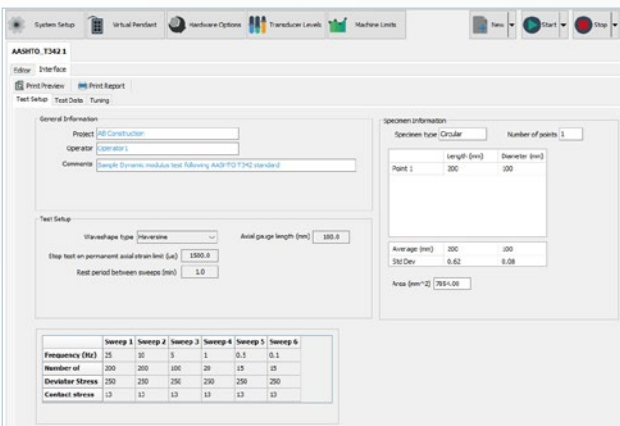 System Setup Virtual Pendant Hardware Options Transducer Levels Machine Limits New Start Stop
AASHTO_T342 1
Editor Interface
Print Preview Print Report
Test Setup Test Data Tuning
General Information
Project AB Construction
Operator Operator1
Comments Sample Dynamic modulus test following AASHTO T342 standard
Specimen Information
Specimen type Circular Number of points 1
Length (mm) Diameter (mm)
Point 1 200 100
Average (mm) 200 100
Std Dev 0.62 0.08
Area (mm^2) 7854.00
Test Setup
Waveshape type Haversine Axial gauge length (mm) 100.0
Stop test on permanent axial strain limit (με) 1500.0
Rest period between sweeps (min) 1.0
Sweep 1 Sweep 2 Sweep 3 Sweep 4 Sweep 5 Sweep 6
Frequency (Hz) 25 10 5 1 0.5 0.1
Number of 200 200 100 20 15 15
Deviator Stress 250 250 250 250 250 250
Contact stress 13 13 13 13 13 13